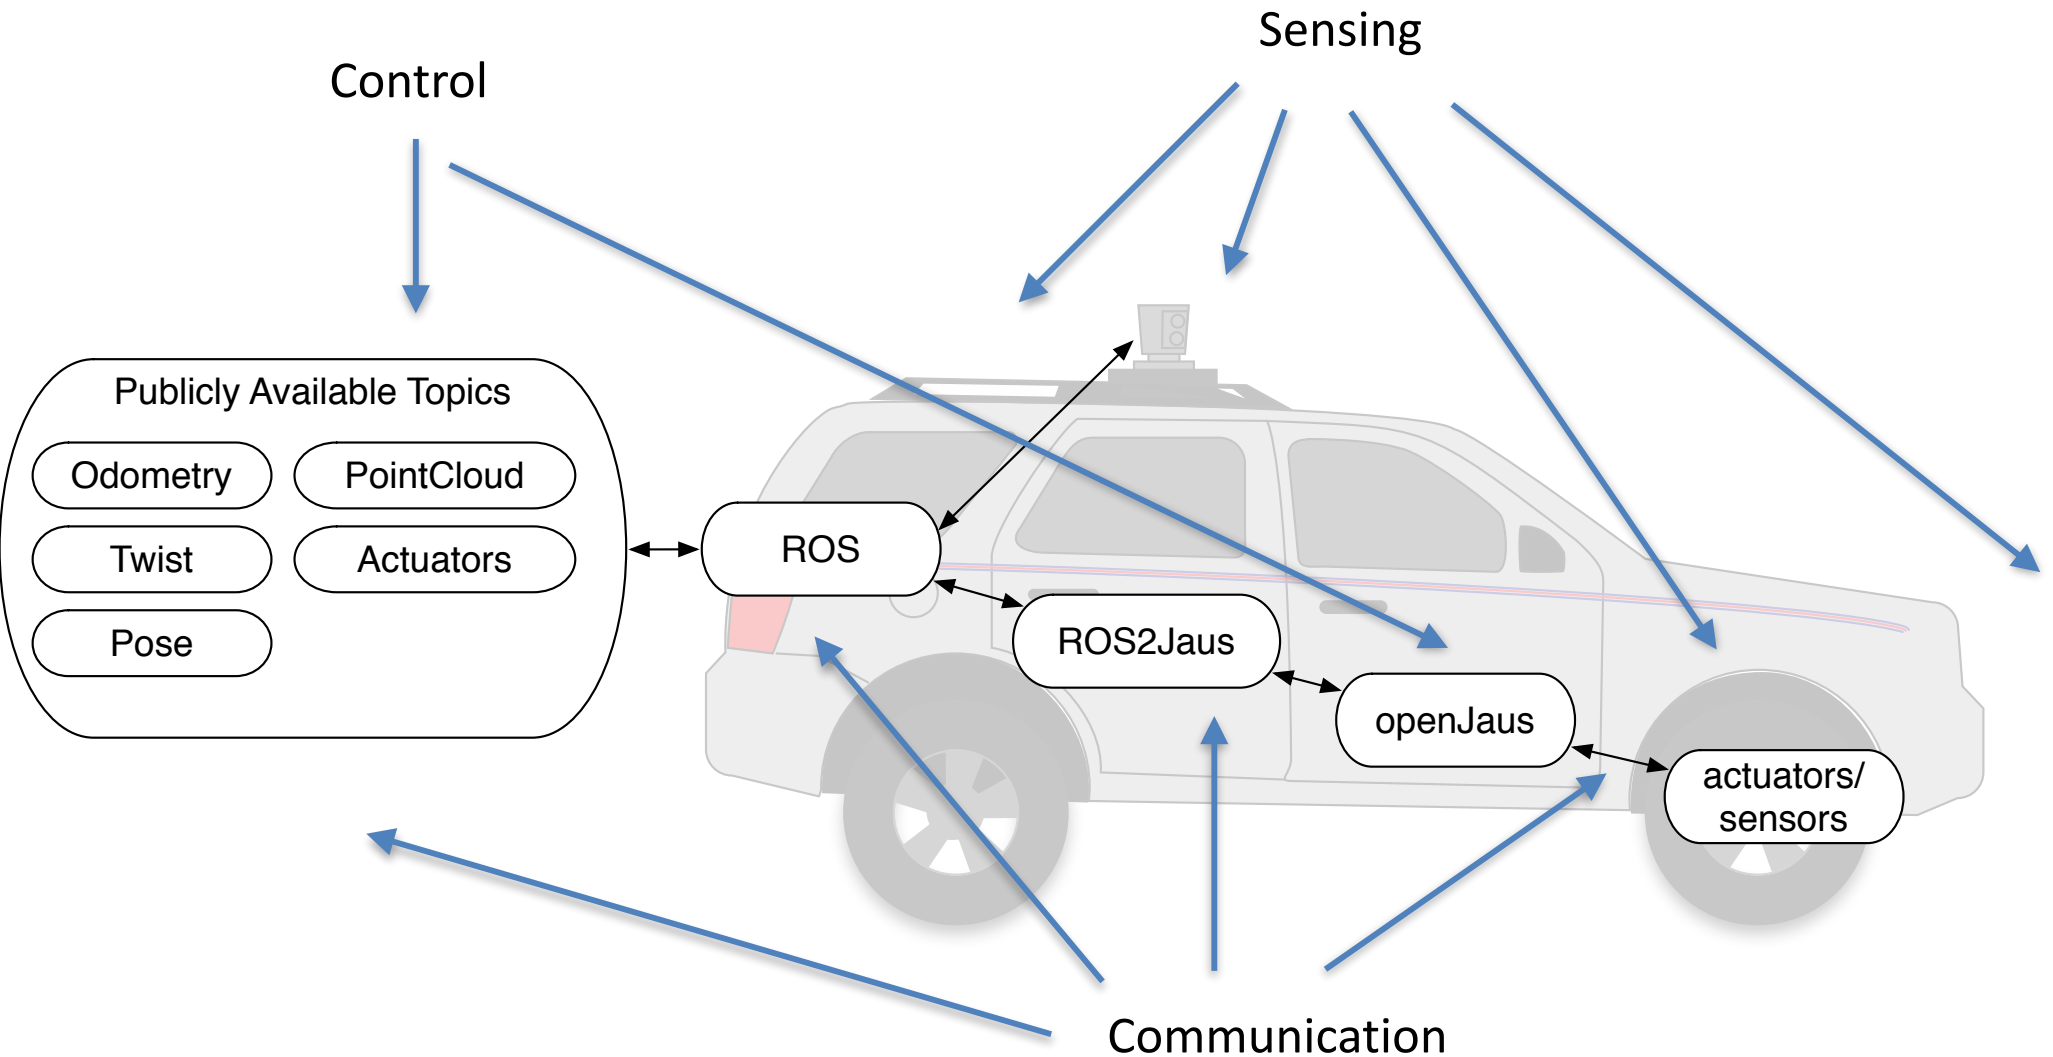 Sensing
Control
Publicly Available Topics
Odometry
PointCloud
Twist
Actuators
Pose
ROS
ROS2Jaus
openJaus
actuators/
sensors
Communication